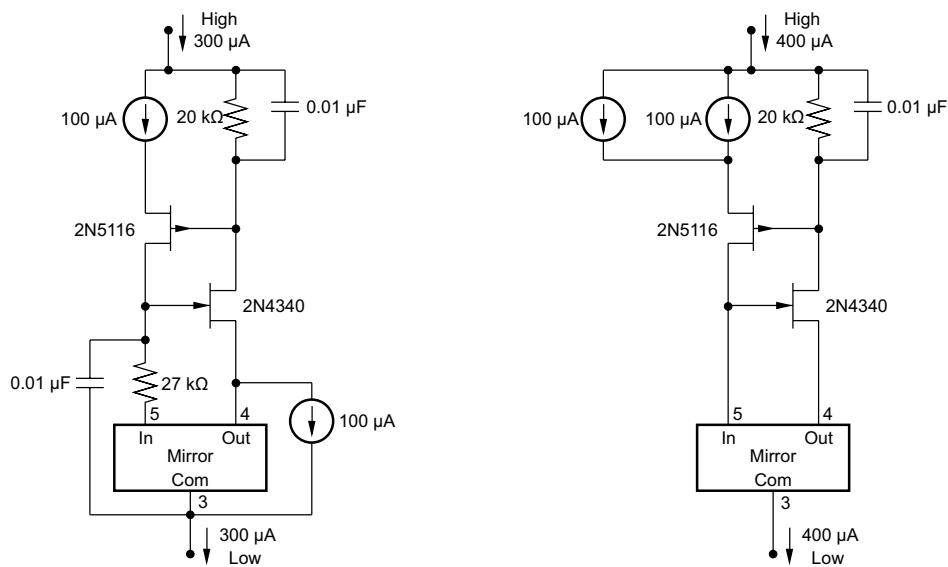 High
300 µA
100 µA
20 kΩ
0.01 µF
2N5116
2N4340
0.01 µF
27 kΩ
5
4
100 µA
In
Out
Mirror
Com
3
300 µA
Low
High
400 µA
100 µA
100 µA
20 kΩ
0.01 µF
2N5116
2N4340
5
4
In
Out
Mirror
Com
3
400 µA
Low